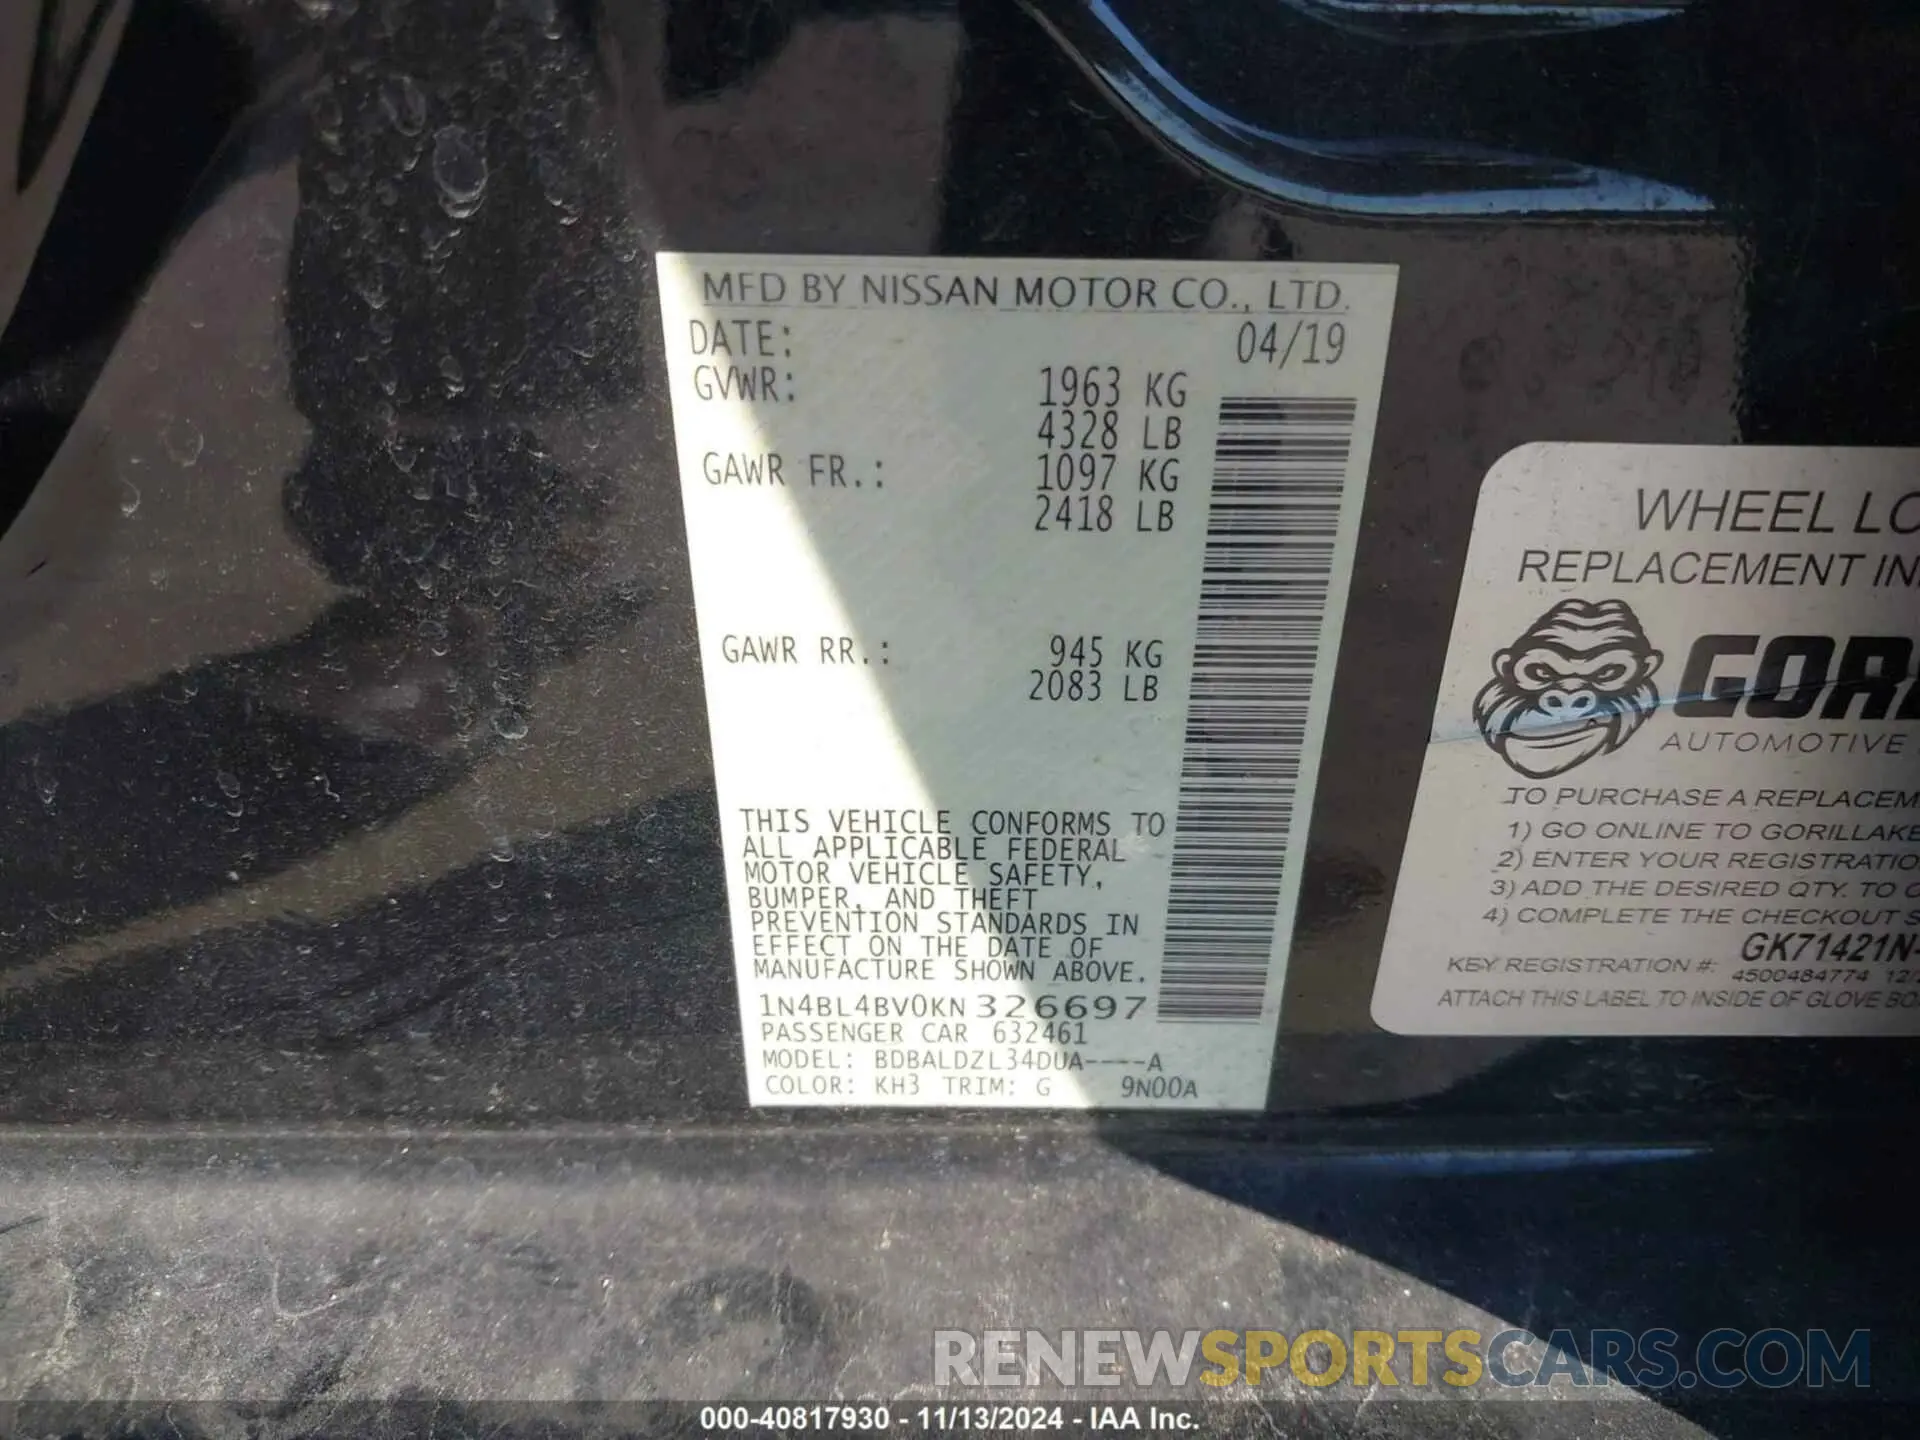 MFD BY NISSAN MOTOR CO., LTD.
DATE: 04/19
GVWR: 1963 KG
4328 LB
GAWR FR.: 1097 KG
2418 LB
GAWR RR.: 945 KG
2083 LB
THIS VEHICLE CONFORMS TO
ALL APPLICABLE FEDERAL
MOTOR VEHICLE SAFETY,
BUMPER, AND THEFT
PREVENTION STANDARDS IN
EFFECT ON THE DATE OF
MANUFACTURE SHOWN ABOVE.
1N4BL4BV0KN326697
PASSENGER CAR 632461
MODEL: BDBALDZL34DUA----A
COLOR: KH3 TRIM: G 9N00A
WHEEL LO
REPLACEMENT IN
GOR
AUTOMOTIVE
TO PURCHASE A REPLACEM
1) GO ONLINE TO GORILLAKE
2) ENTER YOUR REGISTRATIO
3) ADD THE DESIRED QTY. TO C
4) COMPLETE THE CHECKOUT S
GK71421N-
KEY REGISTRATION #: 4500484774 12/
ATTACH THIS LABEL TO INSIDE OF GLOVE BO
RENEWSPORTSCARS.COM
000-40817930 - 11/13/2024 - IAA Inc.